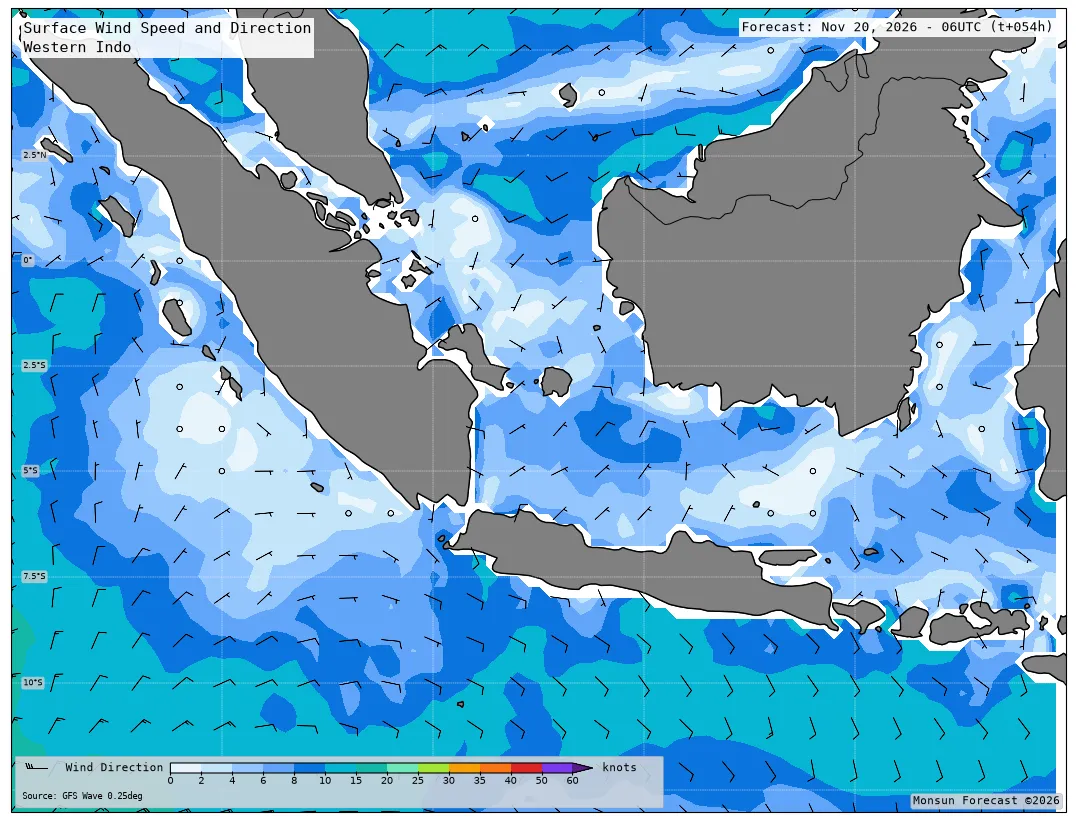 Surface Wind Speed and Direction
Western Indo
Forecast: Nov 20, 2026 - 06UTC (t+054h)
2.5°N
0°
2.5°S
5°S
7.5°S
10°S
Wind Direction
0 2 4 6 8 10 15 20 25 30 35 40 50 60
knots
Source: GFS Wave 0.25deg
Monsun Forecast ©2026